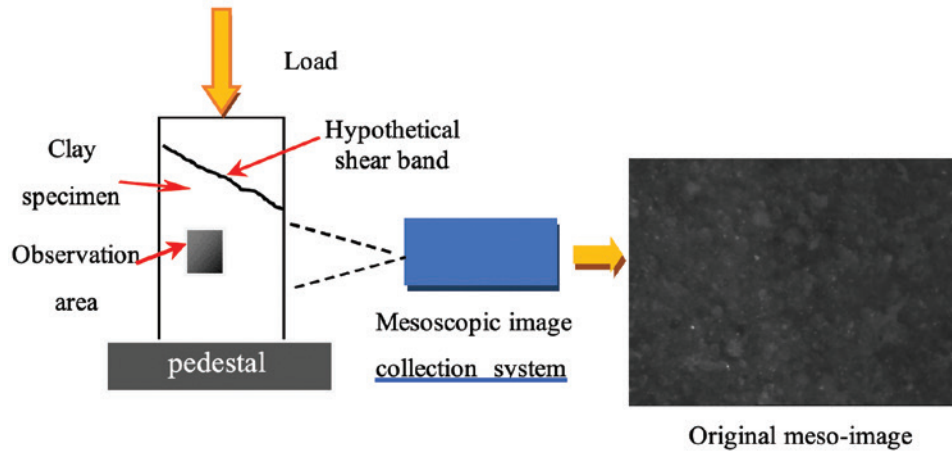 Load
Hypothetical
shear band
Clay
specimen
Observation
area
pedestal
Mesoscopic image
collection system
Original meso-image